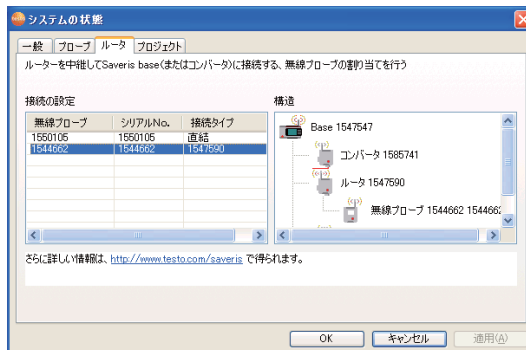 システムの状態
一般 プローブ ルータ プロジェクト
ルーターを中継してSaveris base(またはコンバータ)に接続する、無線プローブの割り当てを行う
接続の設定
無線プローブ シリアルNo. 接続タイプ
1550105 1550105 直結
1544662 1544662 1547590
構造
Base 1547547
コンバータ 1585741
ルータ 1547590
無線プローブ 1544662 154466
さらに詳しい情報は、http://www.testo.com/saveris で得られます。
OK キャンセル 適用(A)